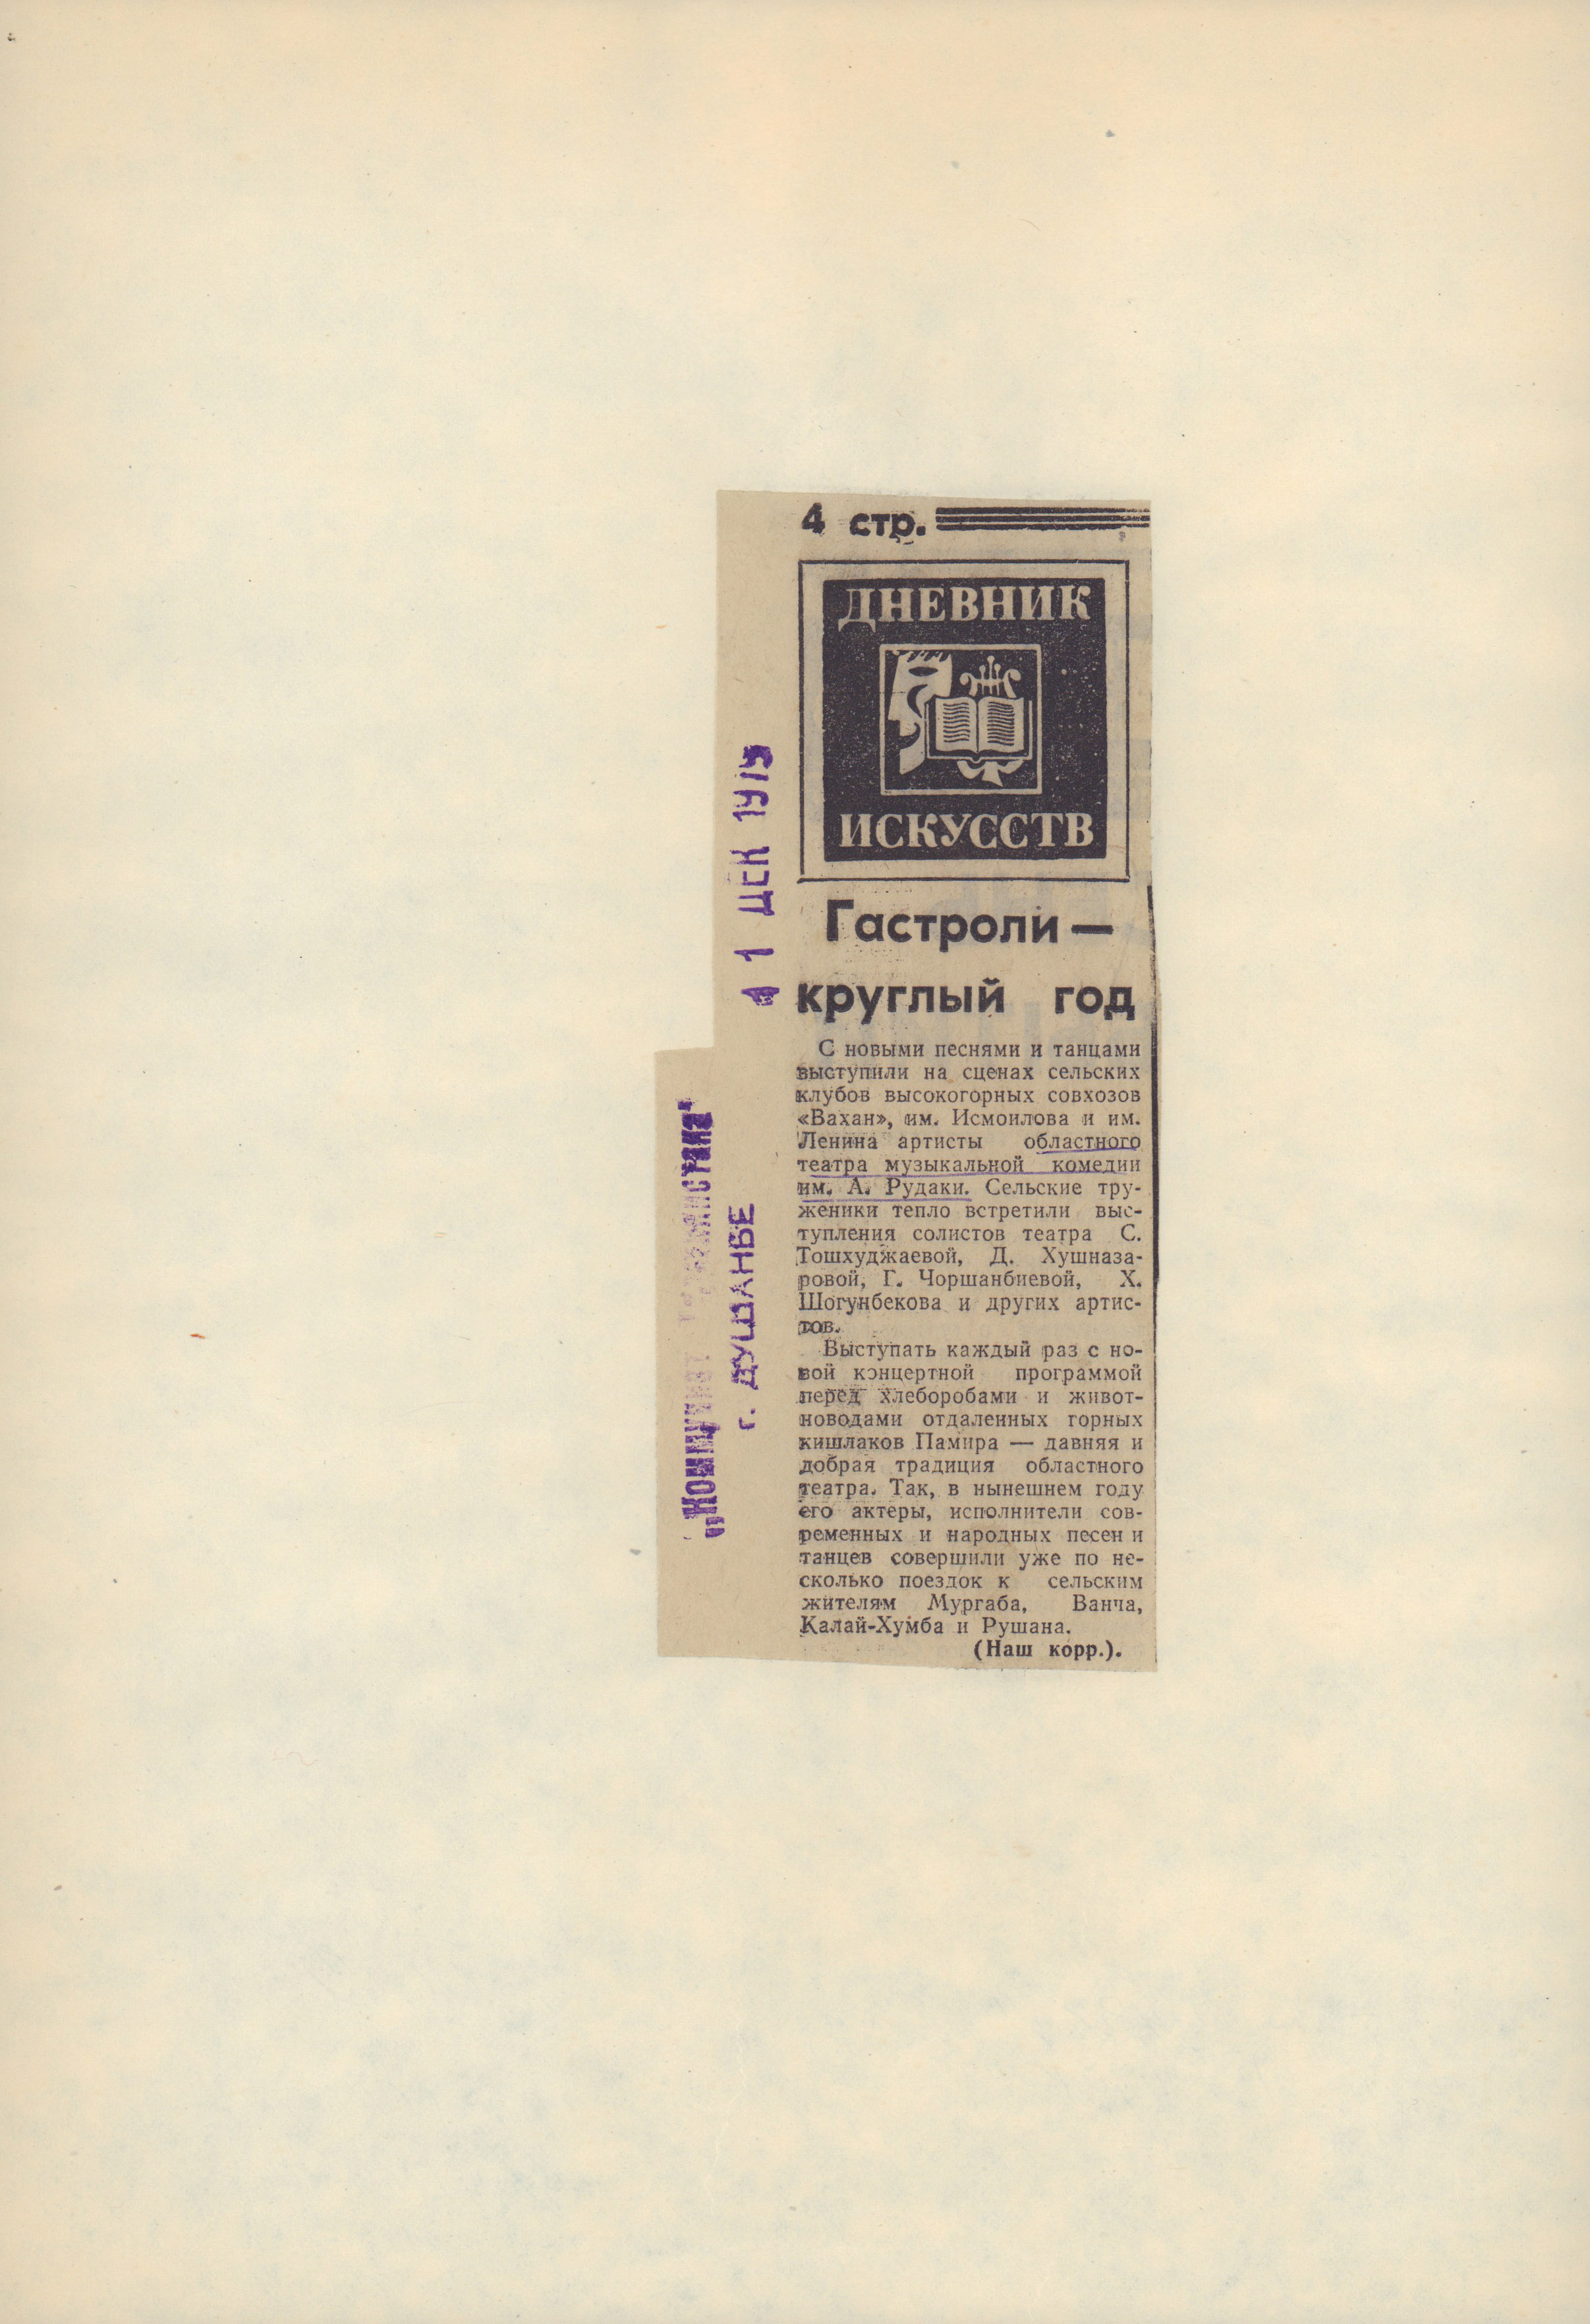 4 стр.
ДНЕВНИК
ИСКУССТВ
Гастроли —
круглый год
С новыми песнями и танцами
выступили на сценах сельских
клубов высокогорных совхозов
«Вахан», им. Исмоилова и им.
Ленина артисты областного
театра музыкальной комедии
им. А. Рудаки. Сельские тру-
женики тепло встретили выс-
тупления солистов театра С.
Тошхуджаевой, Д. Хушназа-
ровой, Г. Чоршанбиевой, Х.
Шогунбекова и других артис-
тов.
Выступать каждый раз с но-
вой концертной программой
перед хлеборобами и живот-
новодами отдаленных горных
кишлаков Памира — давняя и
добрая традиция областного
театра. Так, в нынешнем году
его актеры, исполнители сов-
ременных и народных песен и
танцев совершили уже по не-
сколько поездок к сельским
жителям Мургаба, Ванча,
Калай-Хумба и Рушана.
(Наш корр.).
1 ДЕК
„Коммунист Таджикистана"
г. ДУШАНБЕ